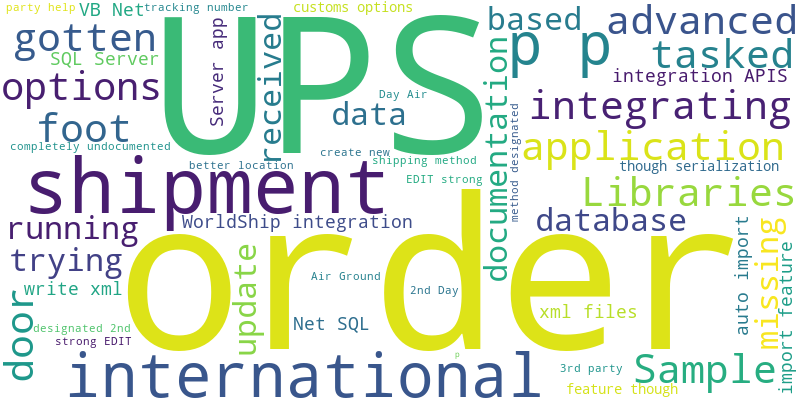 party help
VB Net
tracking number
customs options
based
advanced
gotten
UPS
received
p p
SQL Server
Server app
tasked
options
data
Day Air
integration APIS
foot
documentation
integrating
completely undocumented
create new
application
better location
shipping method
method designated
though serialization
shipment
EDIT strong
Libraries
running
WorldShip integration
database
trying
order
update
Air Ground
auto import
missing
import feature
write xml
2nd Day
door
xml files
designated 2nd
Net SQL
strong EDIT
p
international
3rd party
Sample
feature though